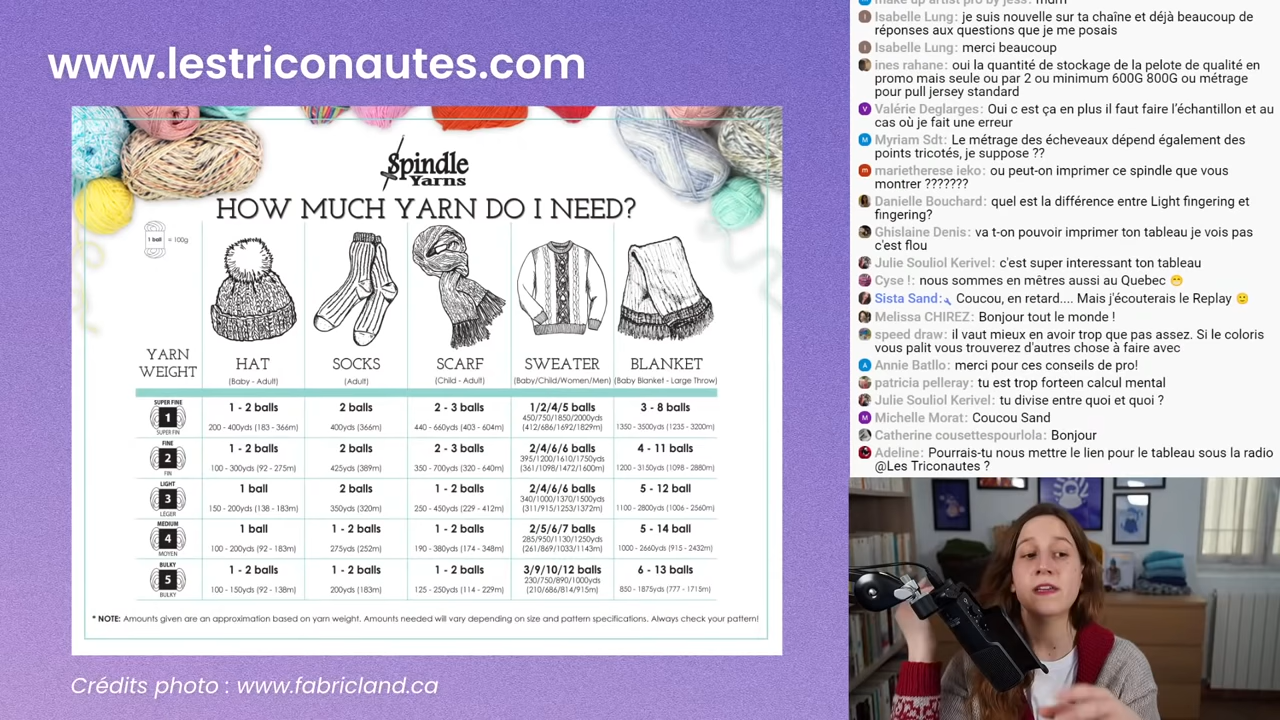 www.lestriconautes.com
Spindle
Yarns
HOW MUCH YARN DO I NEED?
1 ball = 100g
YARN
WEIGHT
HAT
(Baby - Adult)
SOCKS
(Adult)
SCARF
(Child - Adult)
SWEATER
(Baby/Child/Women/Men)
BLANKET
(Baby Blanket - Large Throw)
SUPER FINE
1
SUPER FIN
1 - 2 balls
200 - 400yds (183 - 366m)
2 balls
400yds (366m)
2 - 3 balls
440 - 660yds (403 - 604m)
1/2/4/5 balls
450/750/1850/2000yds
(412/686/1692/1829m)
3 - 8 balls
1350 - 3500yds (1235 - 3200m)
FINE
2
FIN
1 - 2 balls
100 - 300yds (92 - 275m)
2 balls
425yds (389m)
2 - 3 balls
350 - 700yds (320 - 640m)
2/4/6/6 balls
395/1200/1610/1750yds
(361/1098/1472/1600m)
4 - 11 balls
1200 - 3150yds (1098 - 2880m)
LIGHT
3
LÉGER
1 ball
150 - 200yds (138 - 183m)
2 balls
350yds (320m)
1 - 2 balls
250 - 450yds (229 - 412m)
2/4/6/6 balls
340/1000/1370/1500yds
(311/915/1253/1372m)
5 - 12 ball
1100 - 2800yds (1006 - 2560m)
MEDIUM
4
MOYEN
1 ball
100 - 200yds (92 - 183m)
1 - 2 balls
275yds (252m)
1 - 2 balls
190 - 380yds (174 - 348m)
2/5/6/7 balls
285/950/1130/1250yds
(261/869/1033/1143m)
5 - 14 ball
1000 - 2660yds (915 - 2432m)
BULKY
5
BULKY
1 - 2 balls
100 - 150yds (92 - 138m)
1 - 2 balls
200yds (183m)
1 - 2 balls
125 - 250yds (114 - 229m)
3/9/10/12 balls
230/750/890/1000yds
(210/686/814/915m)
6 - 13 balls
850 - 1875yds (777 - 1715m)
* NOTE: Amounts given are an approximation based on yarn weight. Amounts needed will vary depending on size and pattern specifications. Always check your pattern!
Crédits photo : www.fabricland.ca
Isabelle Lung: je suis nouvelle sur ta chaîne et déjà beaucoup de
réponses aux questions que je me posais
Isabelle Lung: merci beaucoup
ines rahane: oui la quantité de stockage de la pelote de qualité en
promo mais seule ou par 2 ou minimum 600G 800G ou métrage
pour pull jersey standard
Valérie Deglarges: Oui c est ça en plus il faut faire l'échantillon et au
cas où je fait une erreur
Myriam Sdt: Le métrage des écheveaux dépend également des
points tricotés, je suppose ??
marietherese ieko: ou peut-on imprimer ce spindle que vous
montrer ???????
Danielle Bouchard: quel est la différence entre Light fingering et
fingering?
Ghislaine Denis: va t-on pouvoir imprimer ton tableau je vois pas
c'est flou
Julie Souliol Kerivel: c'est super interessant ton tableau
Cyse !: nous sommes en mêtres aussi au Quebec 😁
Sista Sand: Coucou, en retard.... Mais j'écouterais le Replay 🙂
Melissa CHIREZ: Bonjour tout le monde !
speed draw: il vaut mieux en avoir trop que pas assez. Si le coloris
vous palit vous trouverez d'autres chose à faire avec
Annie Batllo: merci pour ces conseils de pro!
patricia pelleray: tu est trop forteen calcul mental
Julie Souliol Kerivel: tu divise entre quoi et quoi ?
Michelle Morat: Coucou Sand
Catherine cousettespourlola: Bonjour
Adeline: Pourrais-tu nous mettre le lien pour le tableau sous la radio
@Les Triconautes ?